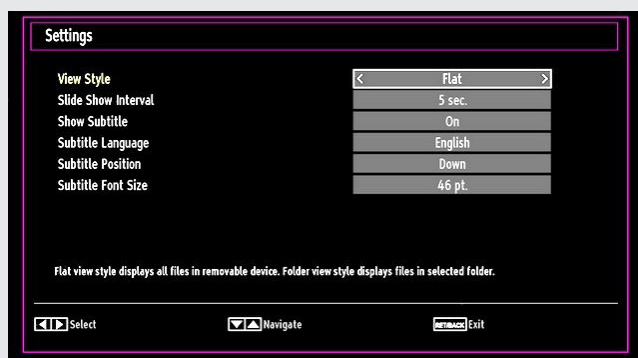 Settings
View Style < Flat >
Slide Show Interval 5 sec.
Show Subtitle On
Subtitle Language English
Subtitle Position Down
Subtitle Font Size 46 pt.
Flat view style displays all files in removable device. Folder view style displays files in selected folder.
Select Navigate RET/BACK Exit